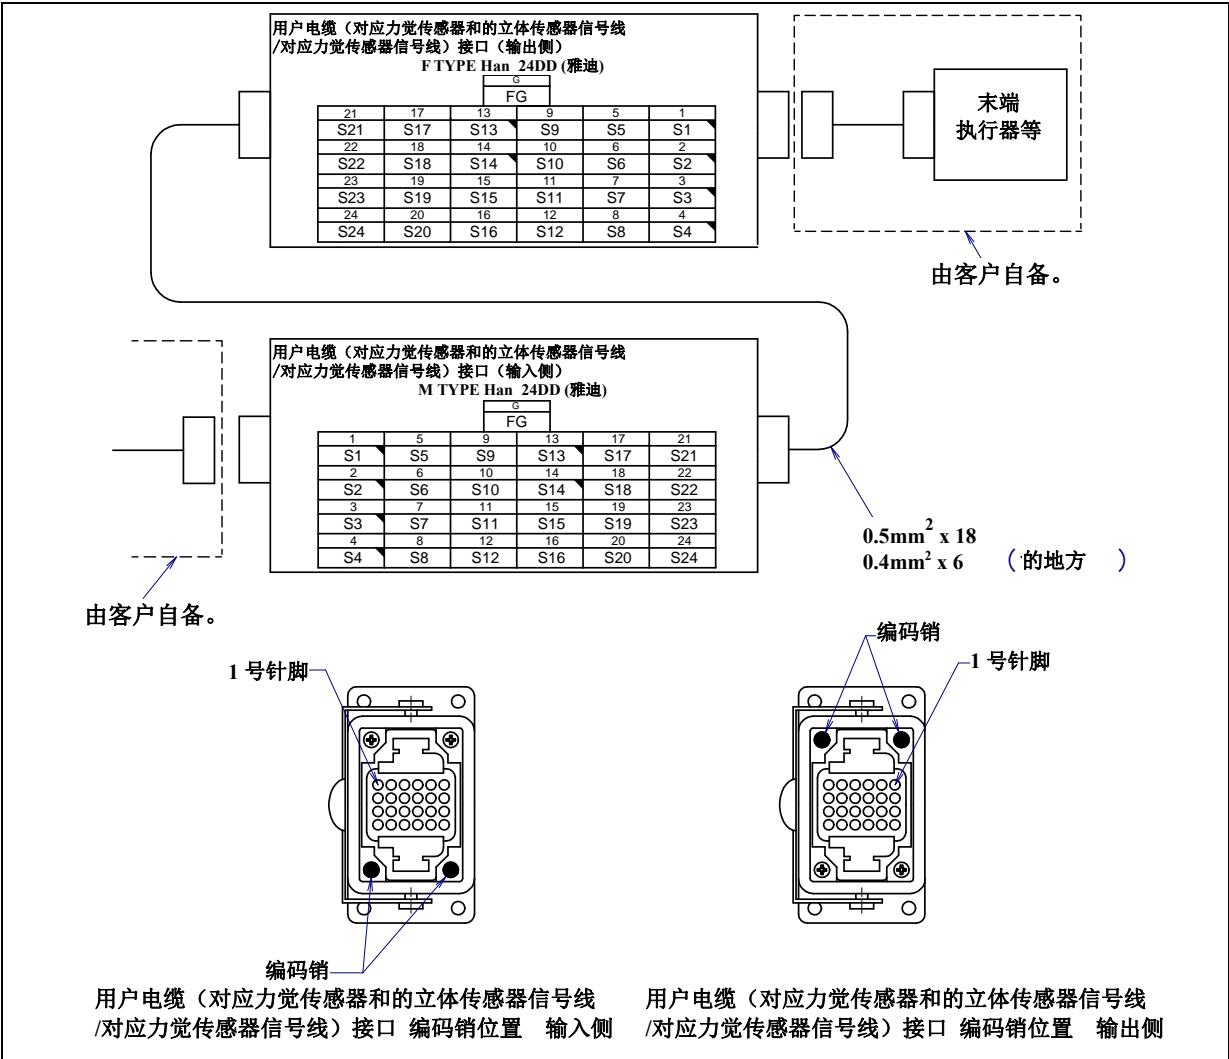 用户电缆（对应力觉传感器和的立体传感器信号线
/对应力觉传感器信号线）接口（输出侧）
F TYPE Han 24DD (雅迪)
G
FG
21 17 13 9 5 1
S21 S17 S13 S9 S5 S1
22 18 14 10 6 2
S22 S18 S14 S10 S6 S2
23 19 15 11 7 3
S23 S19 S15 S11 S7 S3
24 20 16 12 8 4
S24 S20 S16 S12 S8 S4
末端
执行器等
由客户自备。
用户电缆（对应力觉传感器和的立体传感器信号线
/对应力觉传感器信号线）接口（输入侧）
M TYPE Han 24DD (雅迪)
G
FG
1 5 9 13 17 21
S1 S5 S9 S13 S17 S21
2 6 10 14 18 22
S2 S6 S10 S14 S18 S22
3 7 11 15 19 23
S3 S7 S11 S15 S19 S23
4 8 12 16 20 24
S4 S8 S12 S16 S20 S24
0.5mm² x 18
0.4mm² x 6 （的地方 ）
由客户自备。
1 号针脚
编码销
编码销
1 号针脚
用户电缆（对应力觉传感器和的立体传感器信号线
/对应力觉传感器信号线）接口 编码销位置 输入侧
用户电缆（对应力觉传感器和的立体传感器信号线
/对应力觉传感器信号线）接口 编码销位置 输出侧